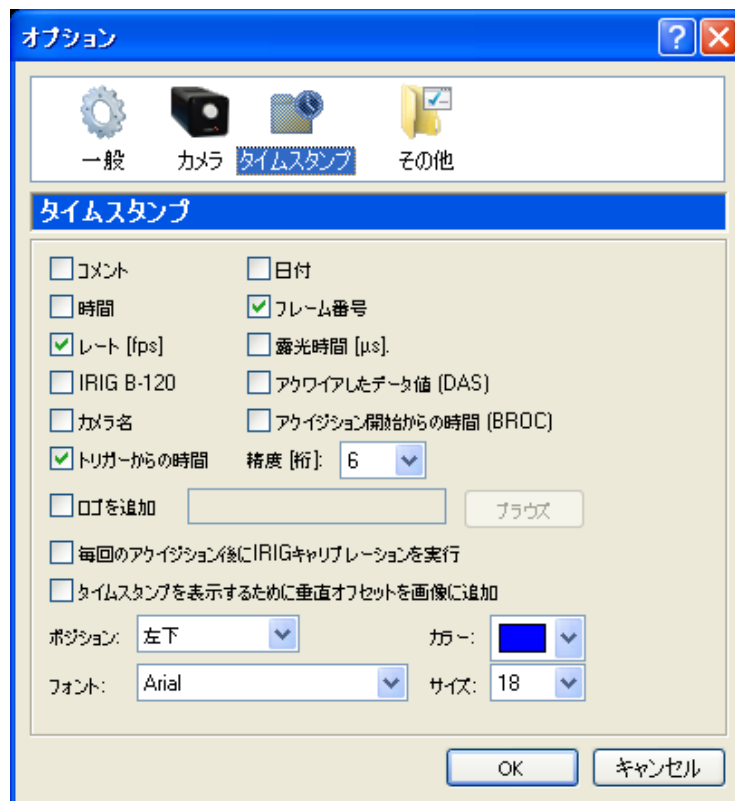 オプション
一般 カメラ タイムスタンプ その他
タイムスタンプ
コメント 日付
時間 フレーム番号
レート [fps] 露光時間 [µs].
IRIG B-120 アクワイアしたデータ値 (DAS)
カメラ名 アクイジション開始からの時間 (BROC)
トリガーからの時間 精度 [桁]: 6
ロゴを追加 ブラウズ
毎回のアクイジション後にIRIGキャリブレーションを実行
タイムスタンプを表示するために垂直オフセットを画像に追加
ポジション: 左下 カラー:
フォント: Arial サイズ: 18
OK キャンセル